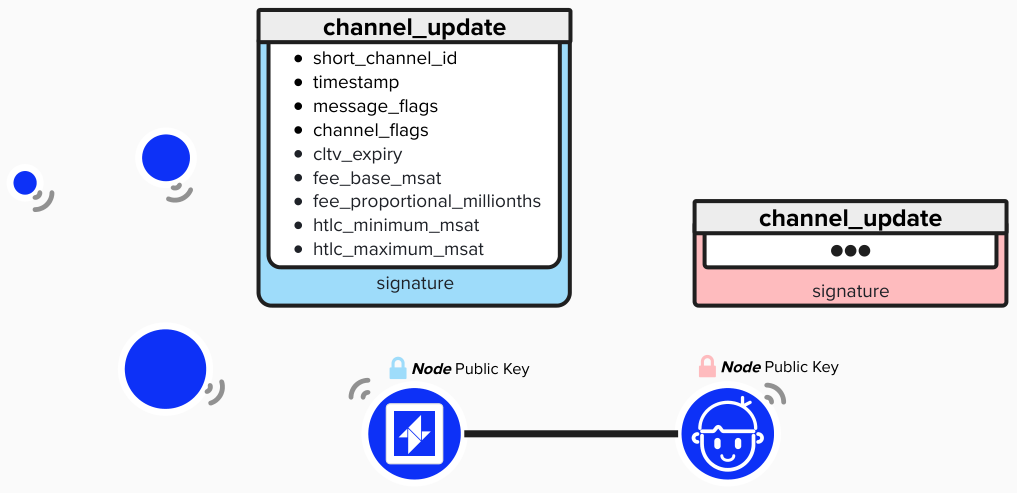 channel_update
• short_channel_id
• timestamp
• message_flags
• channel_flags
• cltv_expiry
• fee_base_msat
• fee_proportional_millionths
• htlc_minimum_msat
• htlc_maximum_msat
signature
channel_update
●●●
signature
Node Public Key
Node Public Key